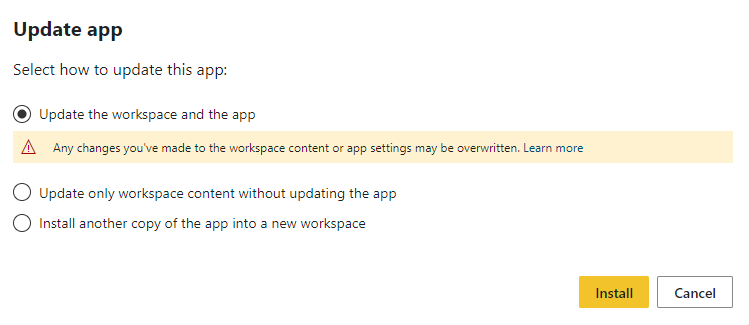 Update app
Select how to update this app:
Update the workspace and the app
Any changes you've made to the workspace content or app settings may be overwritten. Learn more
Update only workspace content without updating the app
Install another copy of the app into a new workspace
Install Cancel